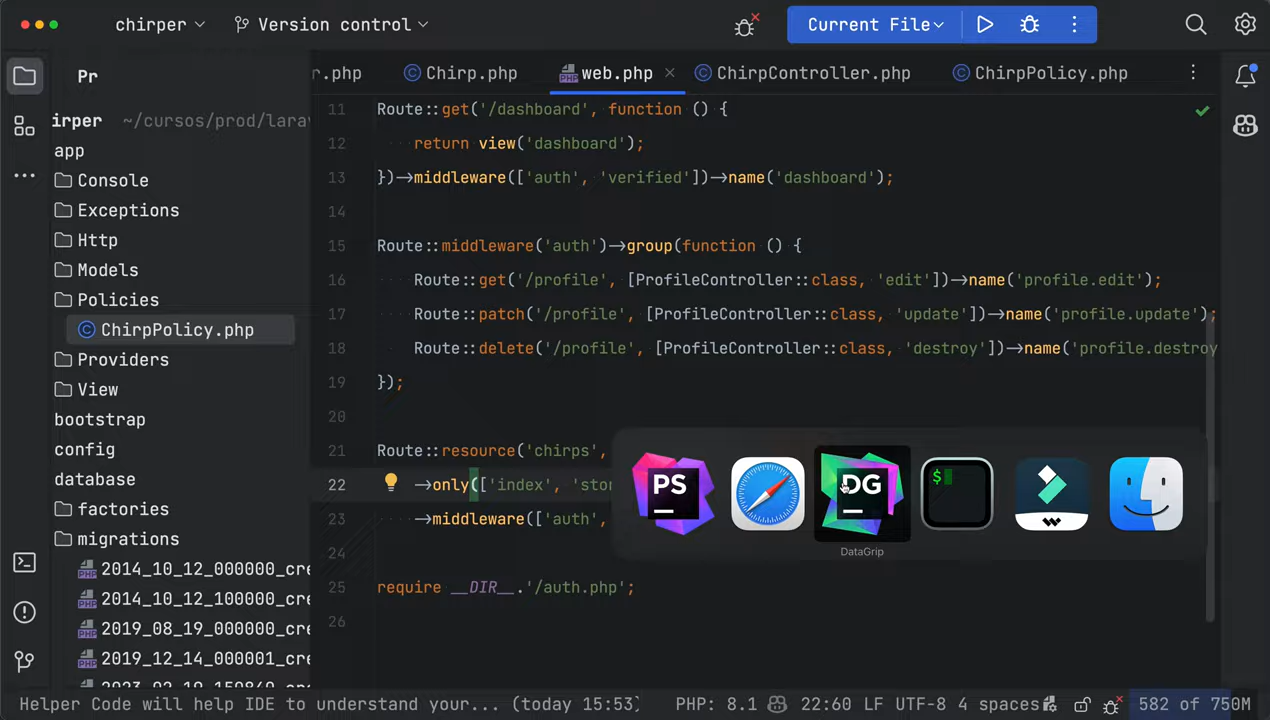 chirper
Version control
Current File
Pr
r.php
Chirp.php
web.php
ChirpController.php
ChirpPolicy.php
irper ~/cursos/prod/larav
app
Console
Exceptions
Http
Models
Policies
ChirpPolicy.php
Providers
View
bootstrap
config
database
factories
migrations
2014_10_12_000000_cre
2014_10_12_100000_cre
2019_08_19_000000_cre
2019_12_14_000001_cre
11 Route::get('/dashboard', function () {
12 return view('dashboard');
13 })->middleware(['auth', 'verified'])->name('dashboard');
14
15 Route::middleware('auth')->group(function () {
16 Route::get('/profile', [ProfileController::class, 'edit'])->name('profile.edit');
17 Route::patch('/profile', [ProfileController::class, 'update'])->name('profile.update');
18 Route::delete('/profile', [ProfileController::class, 'destroy'])->name('profile.destroy
19 });
20
21 Route::resource('chirps',
22 ->only(['index', 'stor
23 ->middleware(['auth',
24
25 require __DIR__.'/auth.php';
26
PS
DG
$
DataGrip
Helper Code will help IDE to understand your... (today 15:53)
PHP: 8.1
22:60
LF
UTF-8
4 spaces
582 of 750M